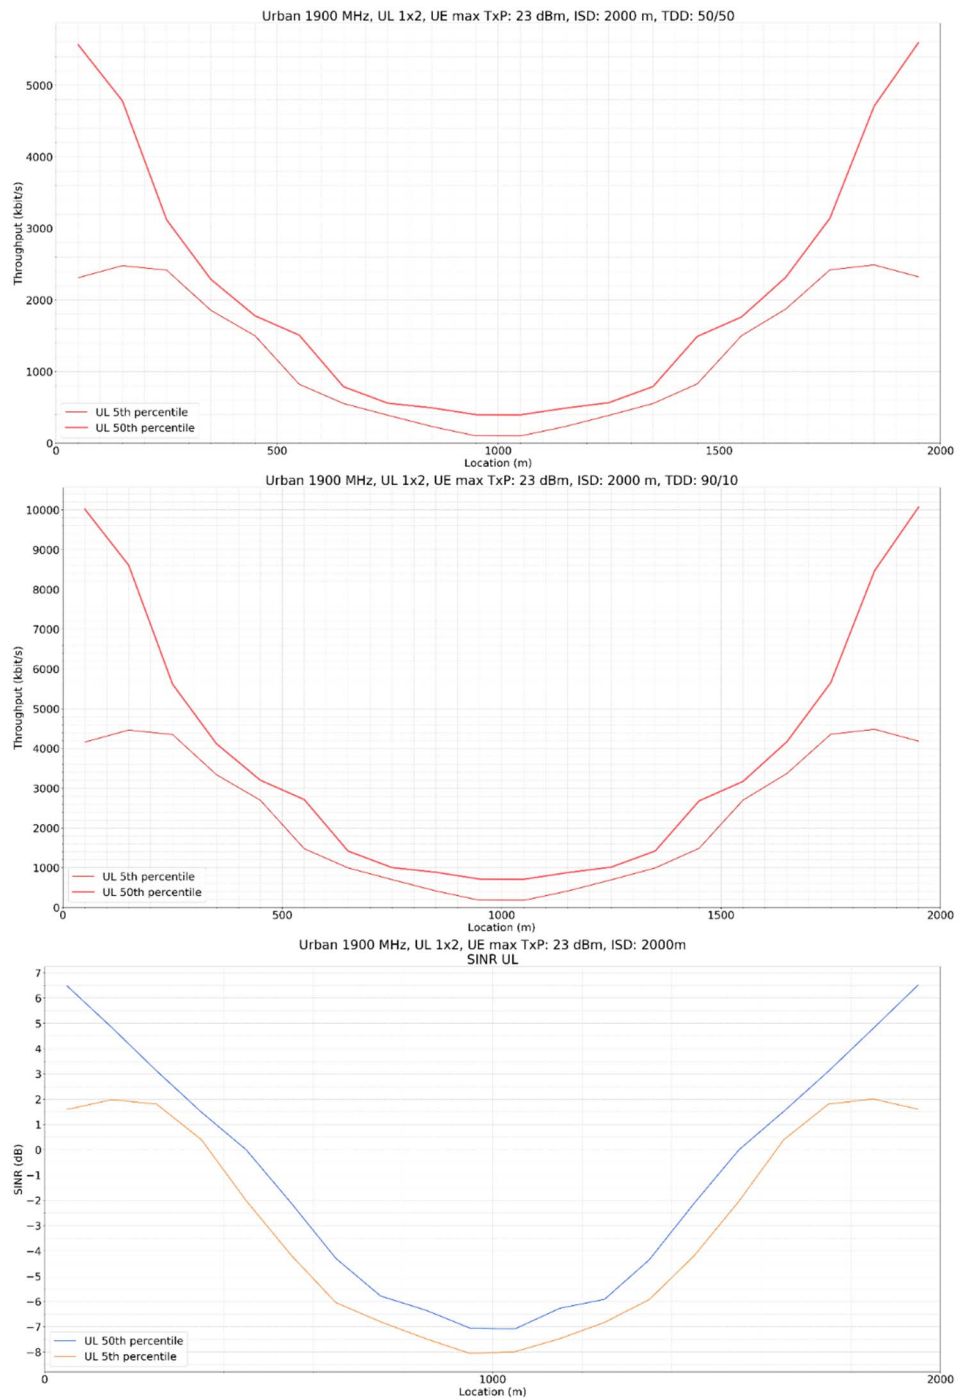 Urban 1900 MHz, UL 1x2, UE max TxP: 23 dBm, ISD: 2000 m, TDD: 50/50
5000
4000
3000
2000
1000
0
Throughput (kbit/s)
UL 5th percentile
UL 50th percentile
0 500 1000 1500 2000
Location (m)
Urban 1900 MHz, UL 1x2, UE max TxP: 23 dBm, ISD: 2000 m, TDD: 90/10
10000
9000
8000
7000
6000
5000
4000
3000
2000
1000
0
Throughput (kbit/s)
UL 5th percentile
UL 50th percentile
0 500 1000 1500 2000
Location (m)
Urban 1900 MHz, UL 1x2, UE max TxP: 23 dBm, ISD: 2000m
SINR UL
7
6
5
4
3
2
1
0
−1
−2
−3
−4
−5
−6
−7
−8
SINR (dB)
UL 50th percentile
UL 5th percentile
0 1000 2000
Location (m)